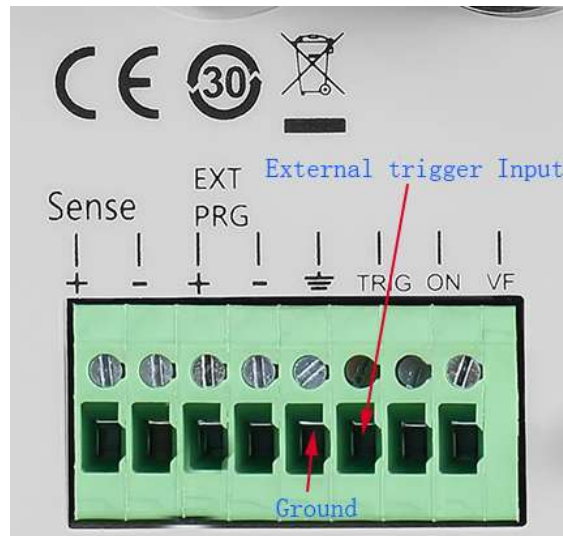 CE 30
External trigger Input
EXT
Sense PRG
+ - + - ⏚ TRIG ON VF
Ground